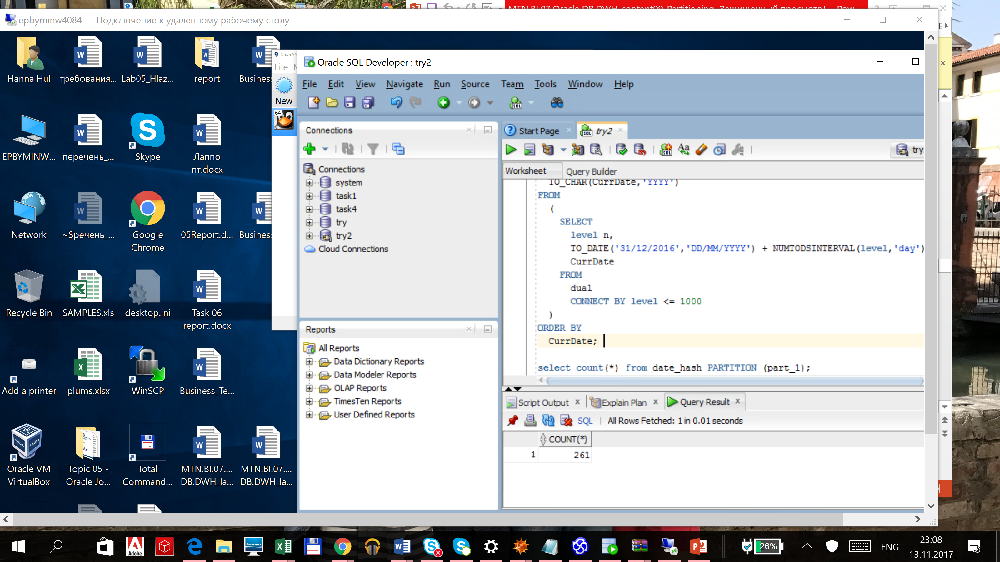 MTN.BI.07 Oracle DB.DWH_content09_Partitioning [Защищенный просмотр] - Pow...
epbyminw4084 — Подключение к удаленному рабочему столу
Hanna Hul
требования...
Lab05_Hlaz...
report
Business
EPBYMINW...
перечень_...
Skype
Лаппо
пт.docx
Network
~$речень_...
Google
Chrome
05Report.d...
Business
Recycle Bin
SAMPLES.xls
desktop.ini
Task 06
report.docx
Add a printer
plums.xlsx
WinSCP
Business_Te...
Oracle VM
VirtualBox
Topic 05 -
Oracle Jo...
Total
Command...
MTN.BI.07....
DB.DWH_la...
MTN.BI.07....
DB.DWH_la...
Oracle VM
File M
New
64
Oracle SQL Developer : try2
File Edit View Navigate Run Source Team Tools Window Help
Connections
Connections
system
task1
task4
try
try2
Cloud Connections
Reports
All Reports
Data Dictionary Reports
Data Modeler Reports
OLAP Reports
TimesTen Reports
User Defined Reports
Start Page
try2
try
Worksheet Query Builder
TO_CHAR(CurrDate,'YYYY')
FROM
(
SELECT
level n,
TO_DATE('31/12/2016','DD/MM/YYYY') + NUMTODSINTERVAL(level,'day')
CurrDate
FROM
dual
CONNECT BY level <= 1000
)
ORDER BY
CurrDate;
select count(*) from date_hash PARTITION (part_1);
Script Output Explain Plan Query Result
SQL All Rows Fetched: 1 in 0.01 seconds
COUNT(*)
1 261
Adobe
lenovo
26%
ENG
23:08
13.11.2017